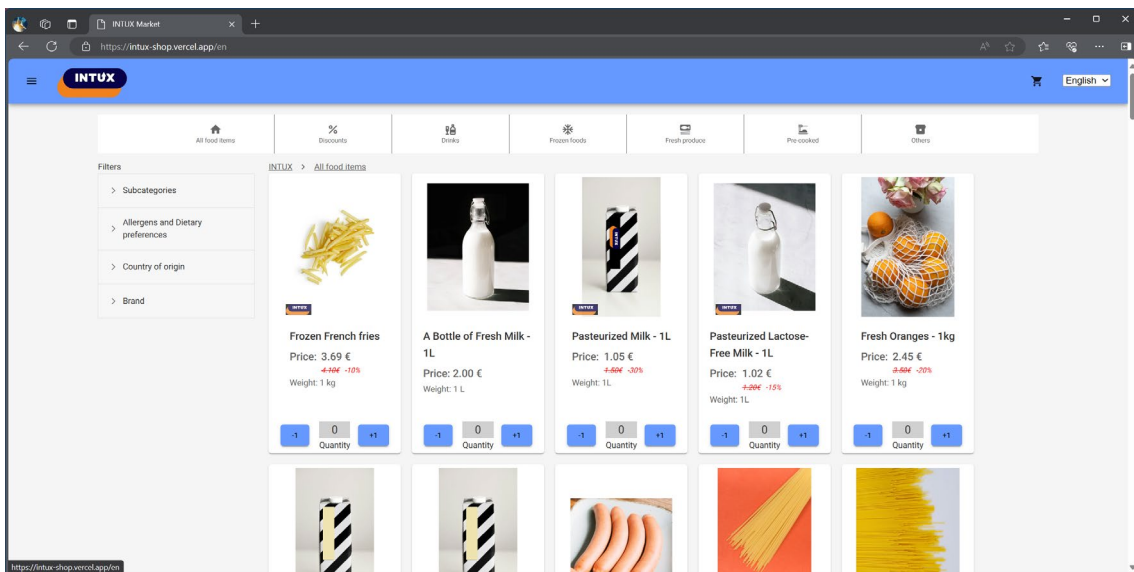 INTUX Market
https://intux-shop.vercel.app/en
INTUX
English
All food items
Discounts
Drinks
Frozen foods
Fresh produce
Pre-cooked
Others
Filters
INTUX > All food items
Subcategories
Allergens and Dietary
preferences
Country of origin
Brand
INTUX
Frozen French fries
Price: 3.69 €
4.10€ -10%
Weight: 1 kg
-1
0
+1
Quantity
A Bottle of Fresh Milk -
1L
Price: 2.00 €
Weight: 1 L
-1
0
+1
Quantity
INTUX
INTUX
Pasteurized Milk - 1L
Price: 1.05 €
1.50€ -30%
Weight: 1L
-1
0
+1
Quantity
INTUX
Pasteurized Lactose-
Free Milk - 1L
Price: 1.02 €
1.20€ -15%
Weight: 1L
-1
0
+1
Quantity
Fresh Oranges - 1kg
Price: 2.45 €
3.50€ -20%
Weight: 1 kg
-1
0
+1
Quantity
https://intux-shop.vercel.app/en